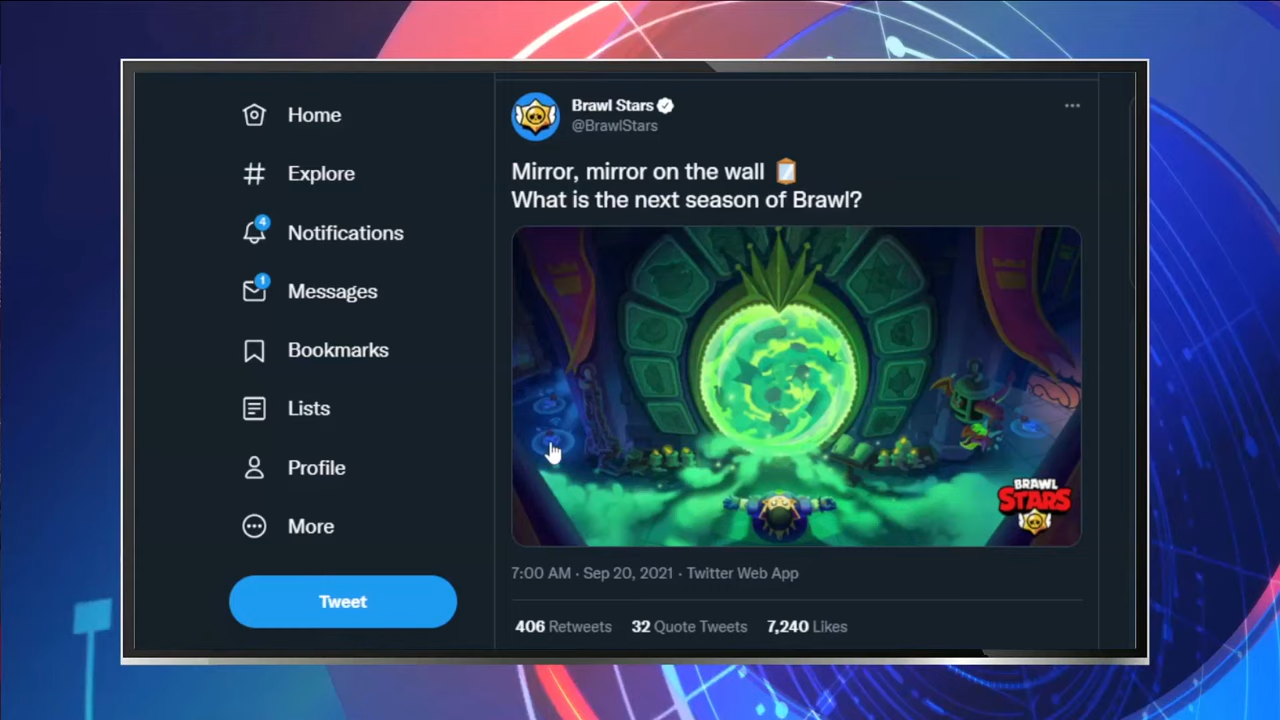 Home
Explore
4
Notifications
1
Messages
Bookmarks
Lists
Profile
More
Tweet
Brawl Stars
@BrawlStars
Mirror, mirror on the wall
What is the next season of Brawl?
BRAWL
STARS
7:00 AM · Sep 20, 2021 · Twitter Web App
406 Retweets 32 Quote Tweets 7,240 Likes